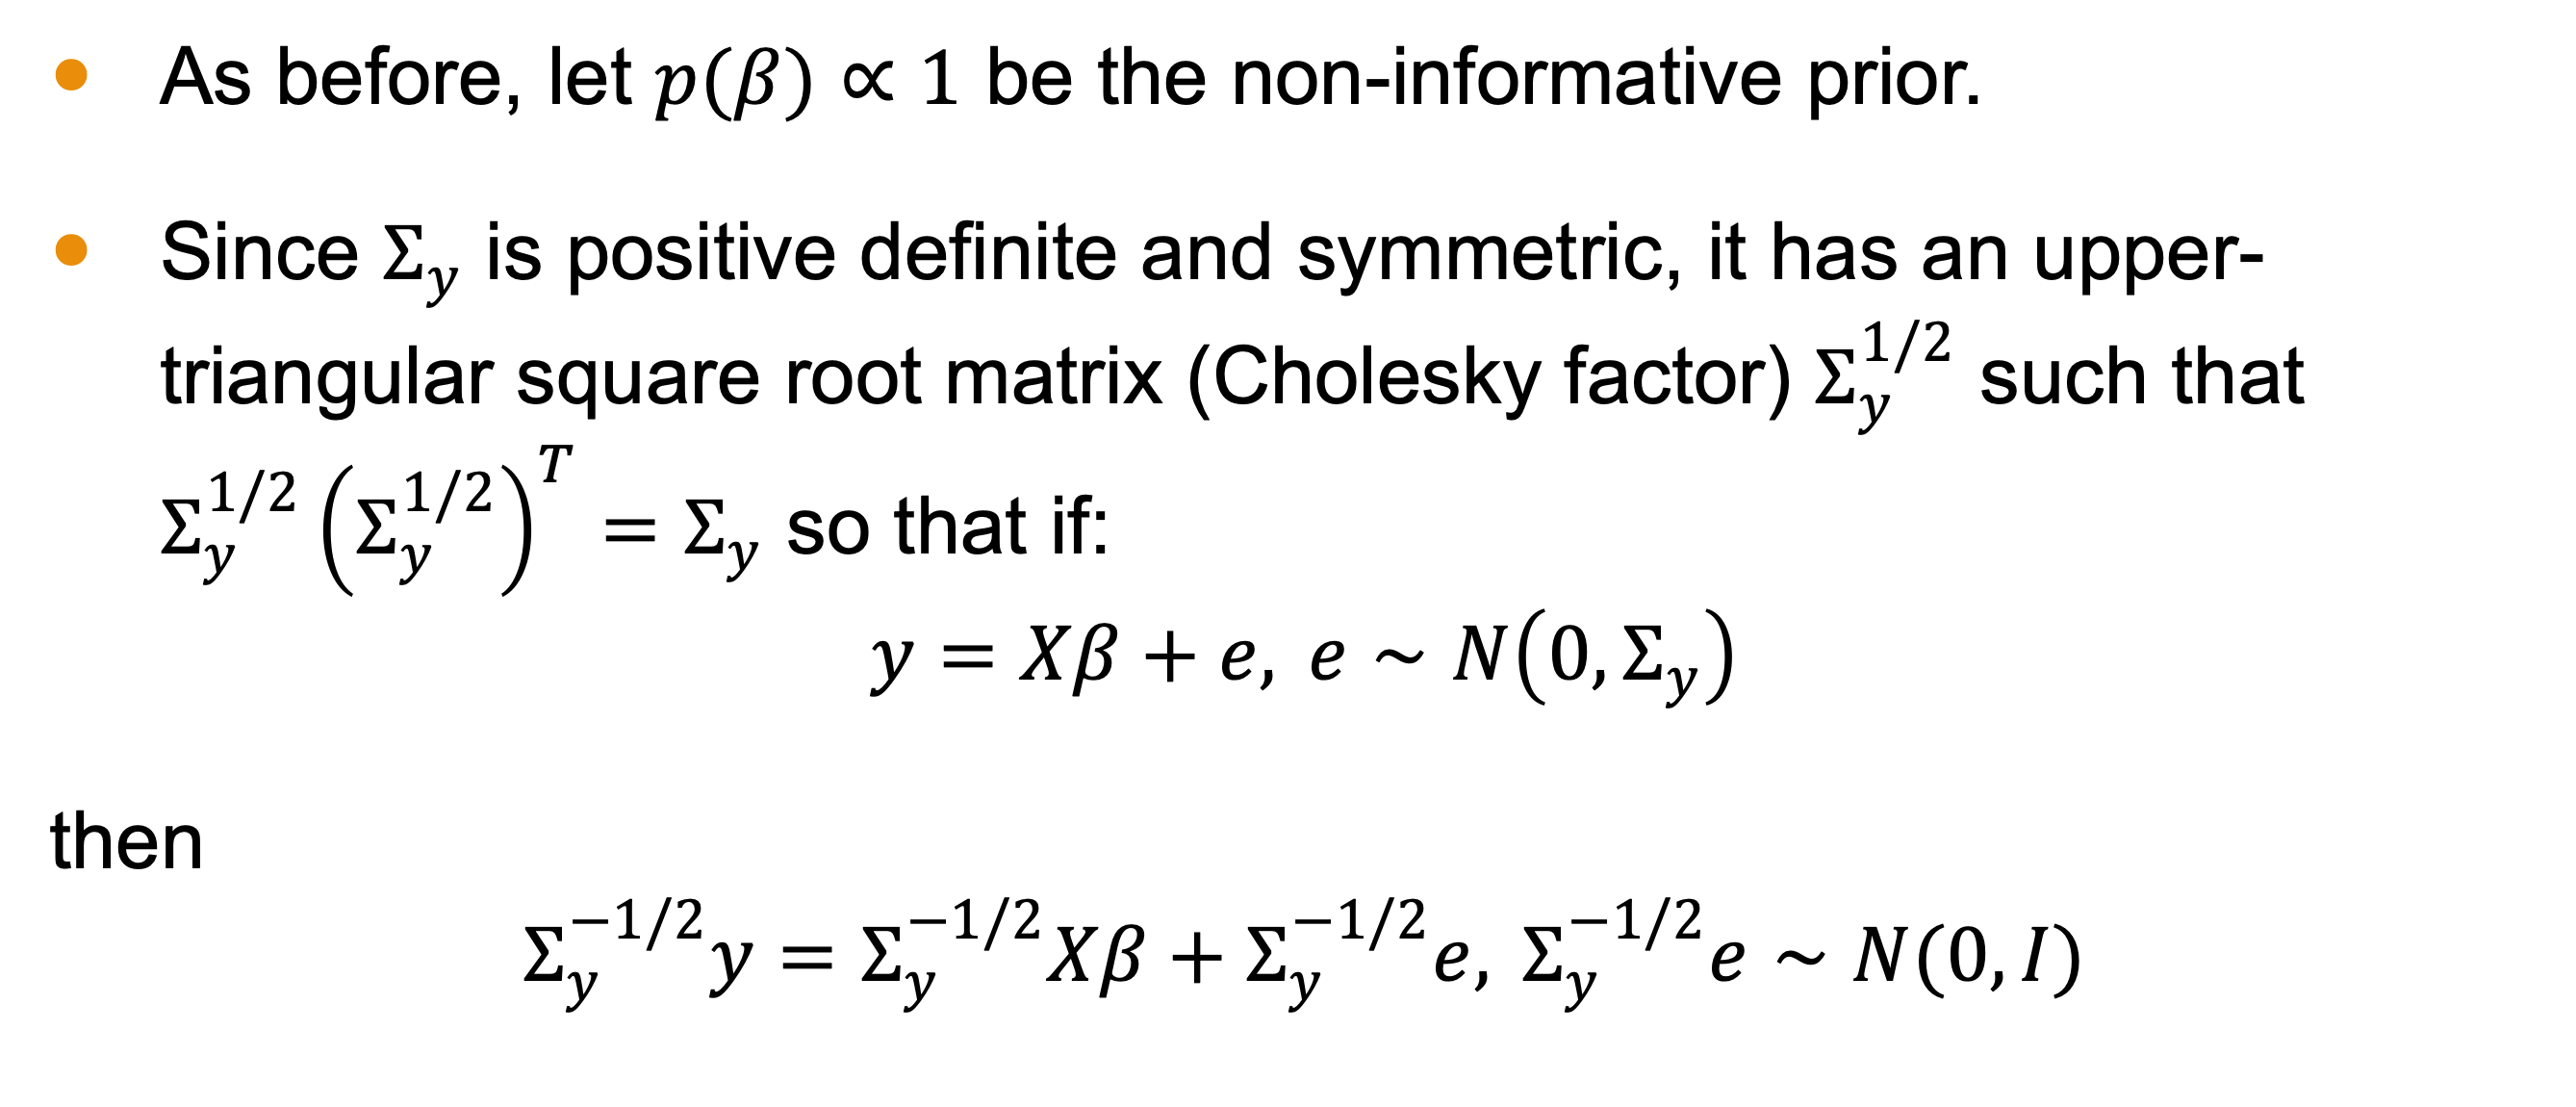 • As before, let p(β) ∝ 1 be the non-informative prior.
• Since Σ_y is positive definite and symmetric, it has an upper-
triangular square root matrix (Cholesky factor) Σ_y^{1/2} such that
Σ_y^{1/2} (Σ_y^{1/2})^T = Σ_y so that if:
y = Xβ + e, e ~ N(0, Σ_y)
then
Σ_y^{−1/2} y = Σ_y^{−1/2} Xβ + Σ_y^{−1/2} e, Σ_y^{−1/2} e ~ N(0, I)